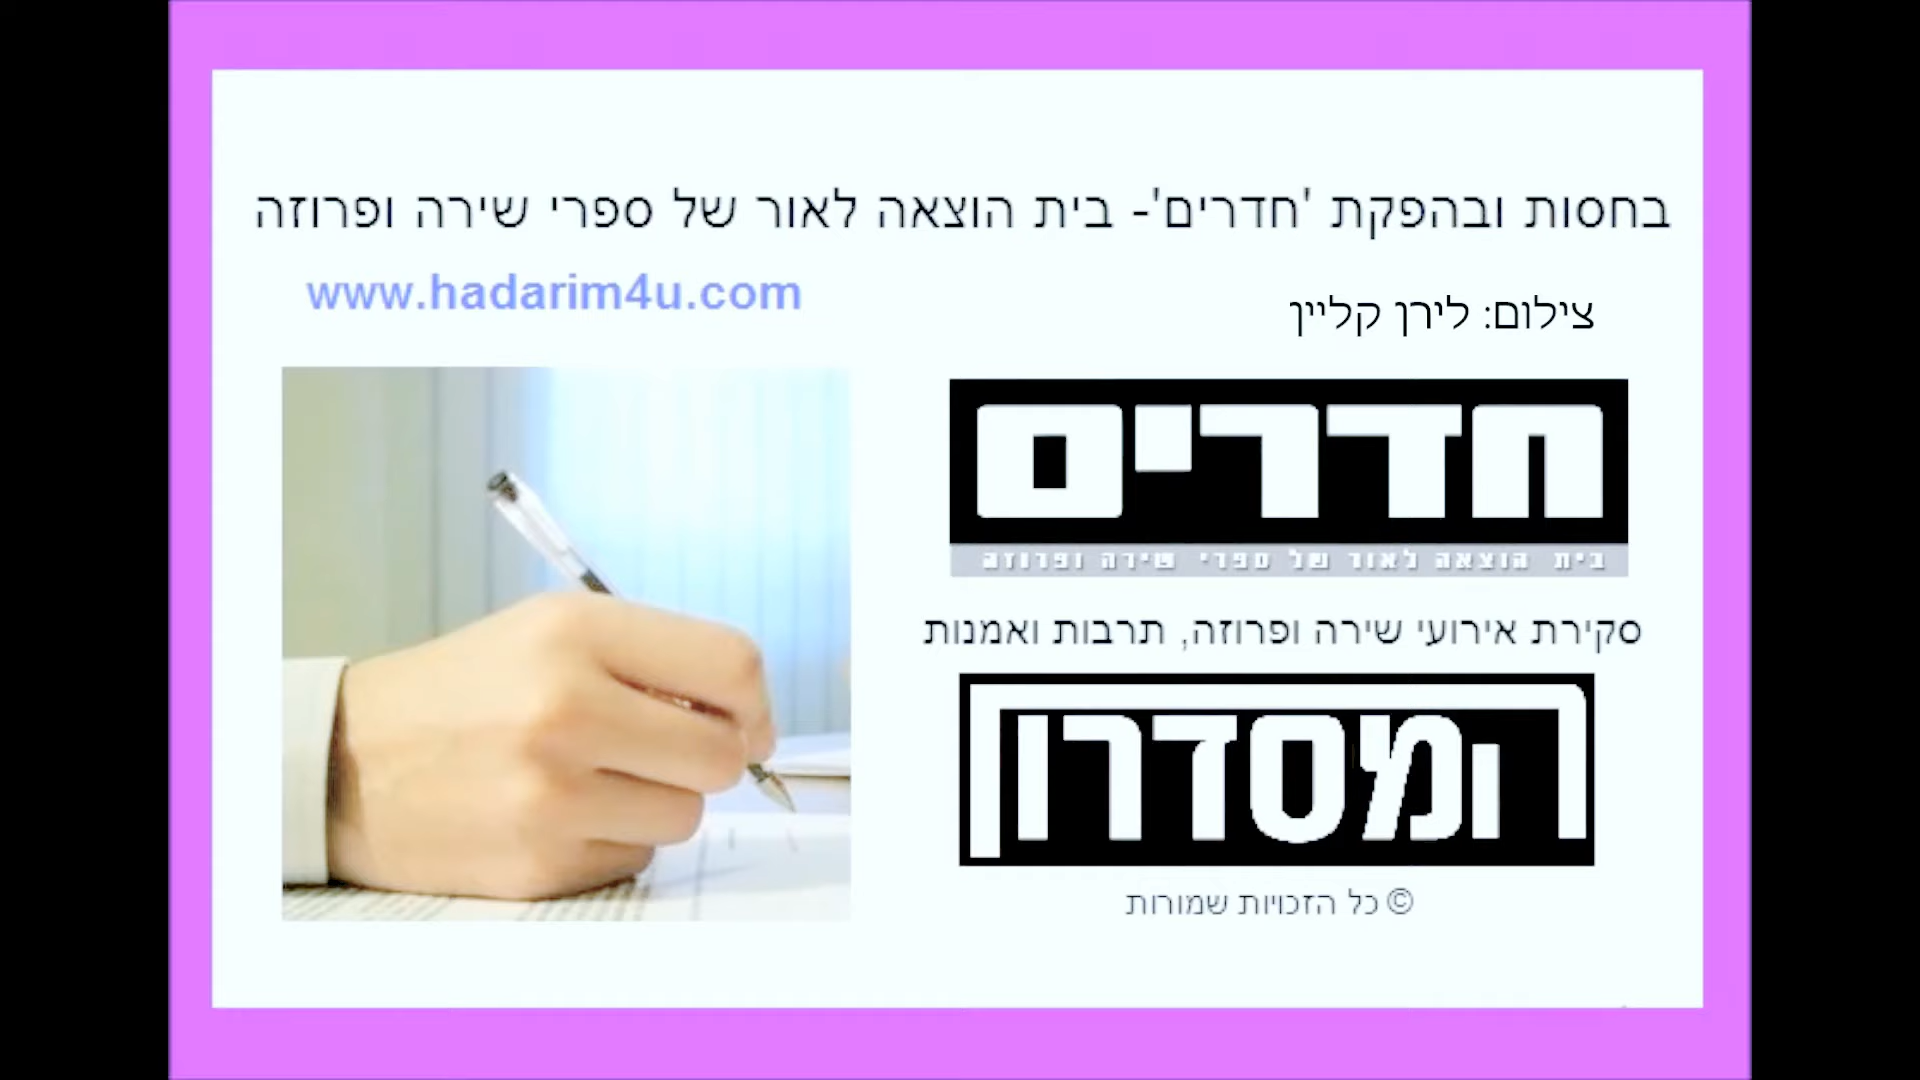 בחסות ובהפקת 'חדרים'- בית הוצאה לאור של ספרי שירה ופרוזה
צילום: לירן קליין
www.hadarim4u.com
חדרים
בית הוצאה לאור של ספרי שירה ופרוזה
סקירת אירועי שירה ופרוזה, תרבות ואמנות
ומסדרון
© כל הזכויות שמורות